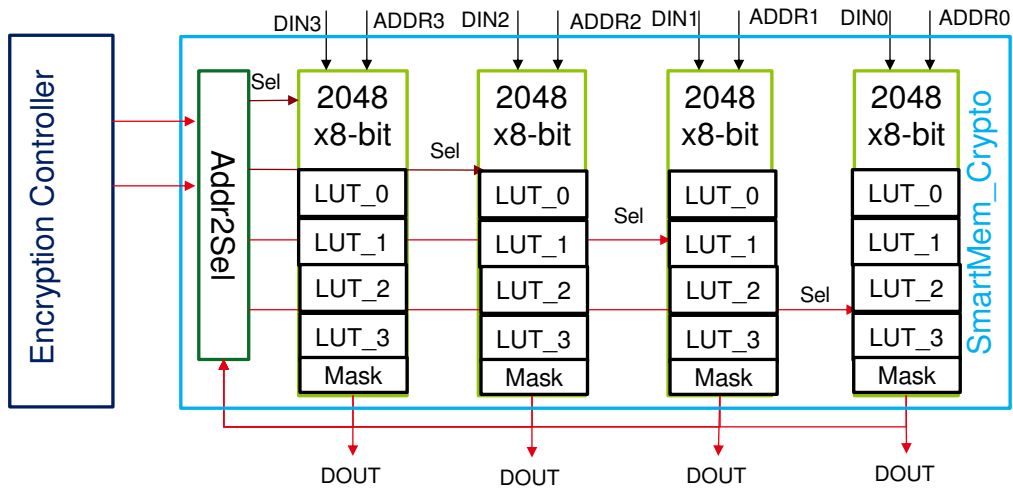 DIN3
ADDR3
DIN2
ADDR2
DIN1
ADDR1
DIN0
ADDR0
Encryption Controller
Addr2Sel
Sel
Sel
Sel
Sel
2048
x8-bit
LUT_0
LUT_1
LUT_2
LUT_3
Mask
DOUT
2048
x8-bit
LUT_0
LUT_1
LUT_2
LUT_3
Mask
DOUT
2048
x8-bit
LUT_0
LUT_1
LUT_2
LUT_3
Mask
DOUT
2048
x8-bit
LUT_0
LUT_1
LUT_2
LUT_3
Mask
DOUT
SmartMem_Crypto